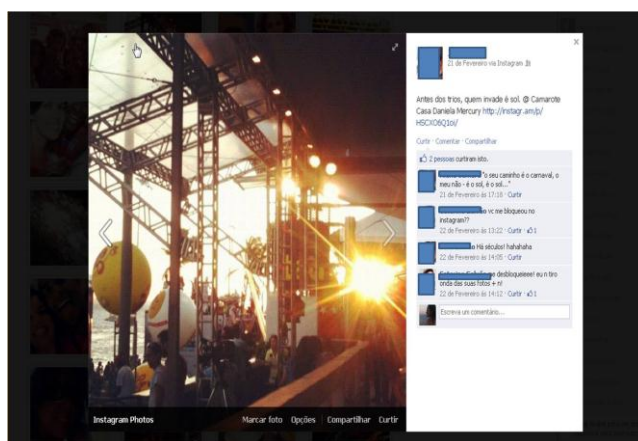 x
21 de Fevereiro via Instagram
Antes dos trios, quem invade é sol. @ Camarote
Casa Daniela Mercury http://instagr.am/p/
HSCXO6Q1oi/
Curtir · Comentar · Compartilhar
2 pessoas curtiram isto.
"o seu caminho é o carnaval, o
meu não - é o sol, é o sol..."
21 de Fevereiro às 17:18 · Curtir
vc me bloqueou no
instagram??
22 de Fevereiro às 13:22 · Curtir · 1
Há séculos! hahahaha
22 de Fevereiro às 14:05 · Curtir
desbloqueieee! eu n tiro
onda das suas fotos + n!
22 de Fevereiro às 14:12 · Curtir · 1
Escreva um comentário...
Instagram Photos Marcar foto Opções Compartilhar Curtir